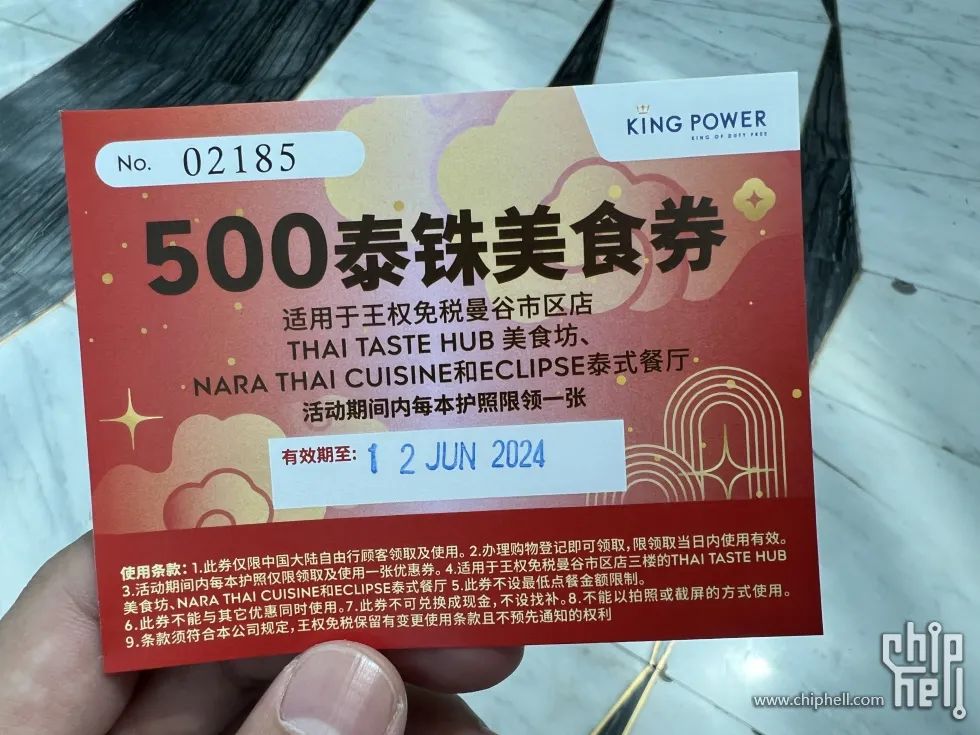 KING POWER
KING OF DUTY FREE
No. 02185
500泰铢美食券
适用于王权免税曼谷市区店
THAI TASTE HUB 美食坊、
NARA THAI CUISINE和ECLIPSE泰式餐厅
活动期间内每本护照限领一张
有效期至: 12 JUN 2024
使用条款: 1.此券仅限中国大陆自由行顾客领取及使用。2.办理购物登记即可领取,限领取当日内使用有效。
3.活动期间内每本护照仅限领取及使用一张优惠券。4.适用于王权免税曼谷市区店三楼的THAI TASTE HUB
美食坊、NARA THAI CUISINE和ECLIPSE泰式餐厅 5.此券不设最低点餐金额限制。
6.此券不能与其它优惠同时使用。7.此券不可兑换成现金,不设找补。8.不能以拍照或截屏的方式使用。
9.条款须符合本公司规定,王权免税保留有变更使用条款且不预先通知的权利
chip
hell
www.chiphell.com